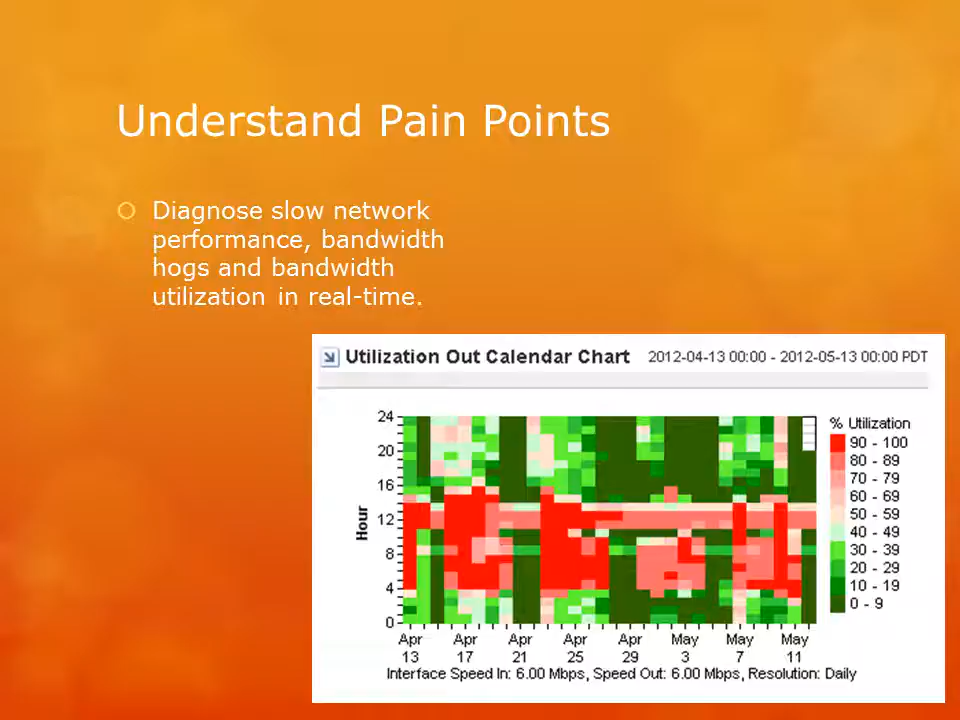 Understand Pain Points
Diagnose slow network
performance, bandwidth
hogs and bandwidth
utilization in real-time.
Utilization Out Calendar Chart 2012-04-13 00:00 - 2012-05-13 00:00 PDT
% Utilization
90 - 100
80 - 89
70 - 79
60 - 69
50 - 59
40 - 49
30 - 39
20 - 29
10 - 19
0 - 9
Hour
24
20
16
12
8
4
0
Apr 13
Apr 17
Apr 21
Apr 25
Apr 29
May 3
May 7
May 11
Interface Speed In: 6.00 Mbps, Speed Out: 6.00 Mbps, Resolution: Daily